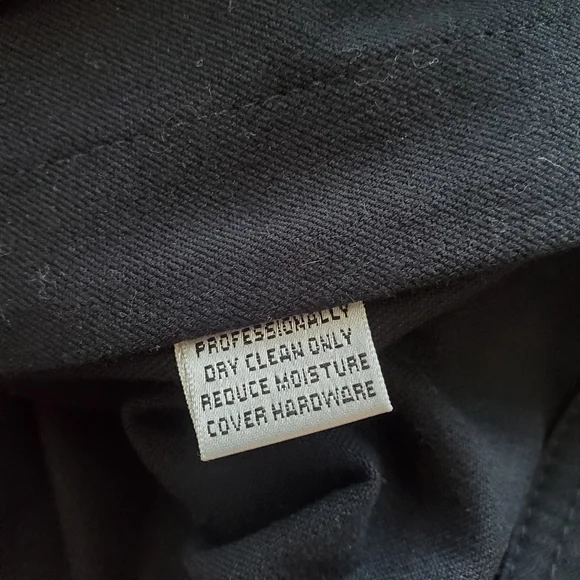 PROFESSIONALLY
DRY CLEAN ONLY
REDUCE MOISTURE
COVER HARDWARE